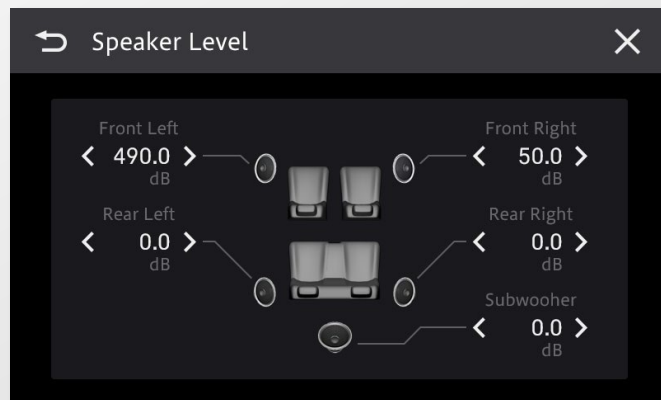 Speaker Level
Front Left
490.0
dB
Front Right
50.0
dB
Rear Left
0.0
dB
Rear Right
0.0
dB
Subwooher
0.0
dB